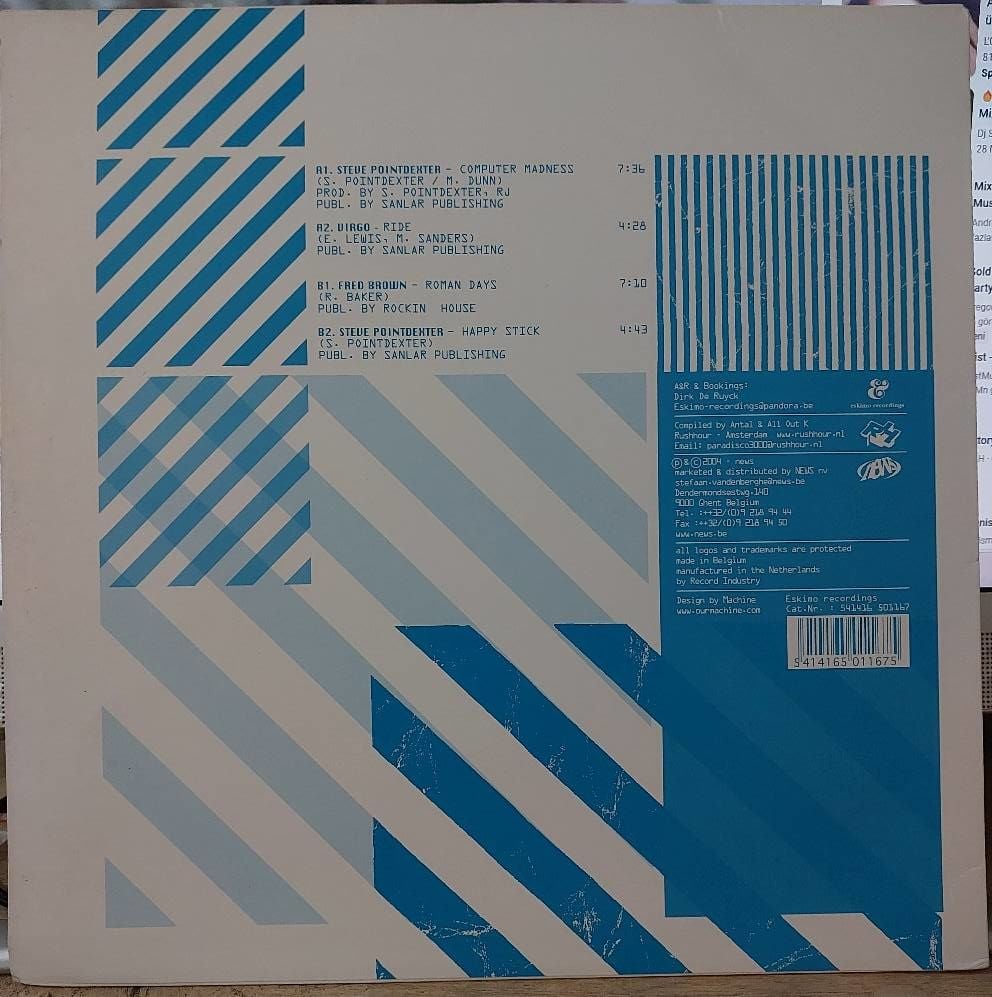 A1. STEVE POINTDEXTER - COMPUTER MADNESS 7:36
(S. POINTDEXTER / M. DUNN)
PROD. BY S. POINTDEXTER, RJ
PUBL. BY SANLAR PUBLISHING
A2. VIRGO - RIDE 4:28
(E. LEWIS, M. SANDERS)
PUBL. BY SANLAR PUBLISHING
B1. FRED BROWN - ROMAN DAYS 7:10
(R. BAKER)
PUBL. BY ROCKIN HOUSE
B2. STEVE POINTDEXTER - HAPPY STICK 4:43
(S. POINTDEXTER)
PUBL. BY SANLAR PUBLISHING
A&R & Bookings:
Dirk De Ruyck
Eskimo-recordings@pandora.be
eskimo recordings
Compiled by Antal & All Out K
Rushhour - Amsterdam www.rushhour.nl
Email: paradisco3000@rushhour.nl
RH
Ⓟ&©2004 - news
marketed & distributed by NEWS nv
stefaan.vandenberghe@news.be
Dendermondsestwg.140
9000 Ghent Belgium
Tel. :++32/(0)9 218 94 44
Fax :++32/(0)9 218 94 50
www.news.be
NEWS
all logos and trademarks are protected
made in Belgium
manufactured in the Netherlands
by Record Industry
Design by Machine
www.ourmachine.com
Eskimo recordings
Cat.Nr. : 541416 501167
5 414165 011675